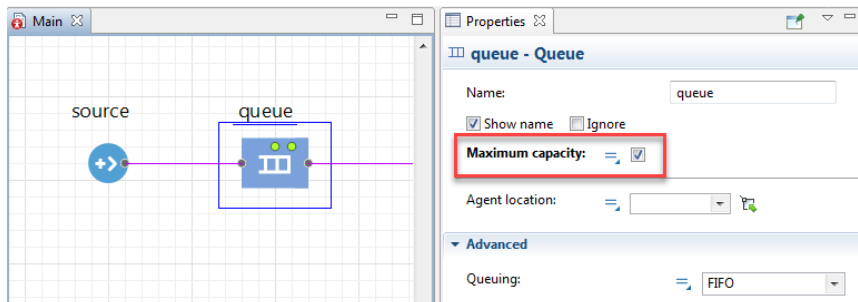 Main
source
queue
Properties
queue - Queue
Name:
queue
Show name
Ignore
Maximum capacity:
Agent location:
Advanced
Queuing:
FIFO